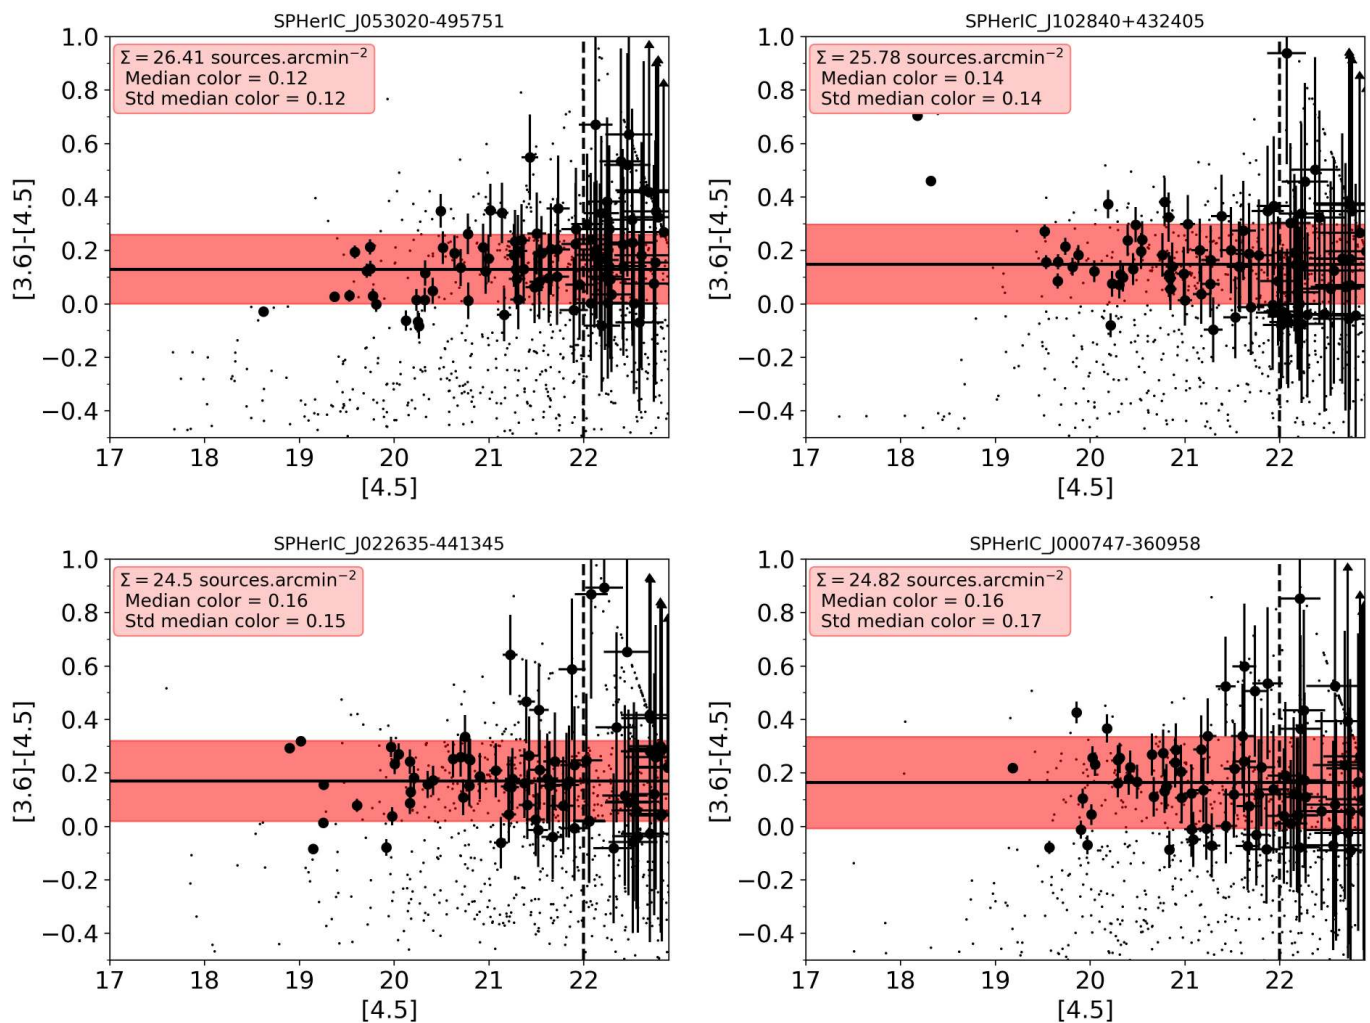 SPHerIC_J053020-495751
Σ = 26.41 sources.arcmin⁻²
Median color = 0.12
Std median color = 0.12
1.0
0.8
0.6
0.4
0.2
0.0
−0.2
−0.4
[3.6]-[4.5]
17 18 19 20 21 22
[4.5]
SPHerIC_J102840+432405
Σ = 25.78 sources.arcmin⁻²
Median color = 0.14
Std median color = 0.14
1.0
0.8
0.6
0.4
0.2
0.0
−0.2
−0.4
[3.6]-[4.5]
17 18 19 20 21 22
[4.5]
SPHerIC_J022635-441345
Σ = 24.5 sources.arcmin⁻²
Median color = 0.16
Std median color = 0.15
1.0
0.8
0.6
0.4
0.2
0.0
−0.2
−0.4
[3.6]-[4.5]
17 18 19 20 21 22
[4.5]
SPHerIC_J000747-360958
Σ = 24.82 sources.arcmin⁻²
Median color = 0.16
Std median color = 0.17
1.0
0.8
0.6
0.4
0.2
0.0
−0.2
−0.4
[3.6]-[4.5]
17 18 19 20 21 22
[4.5]